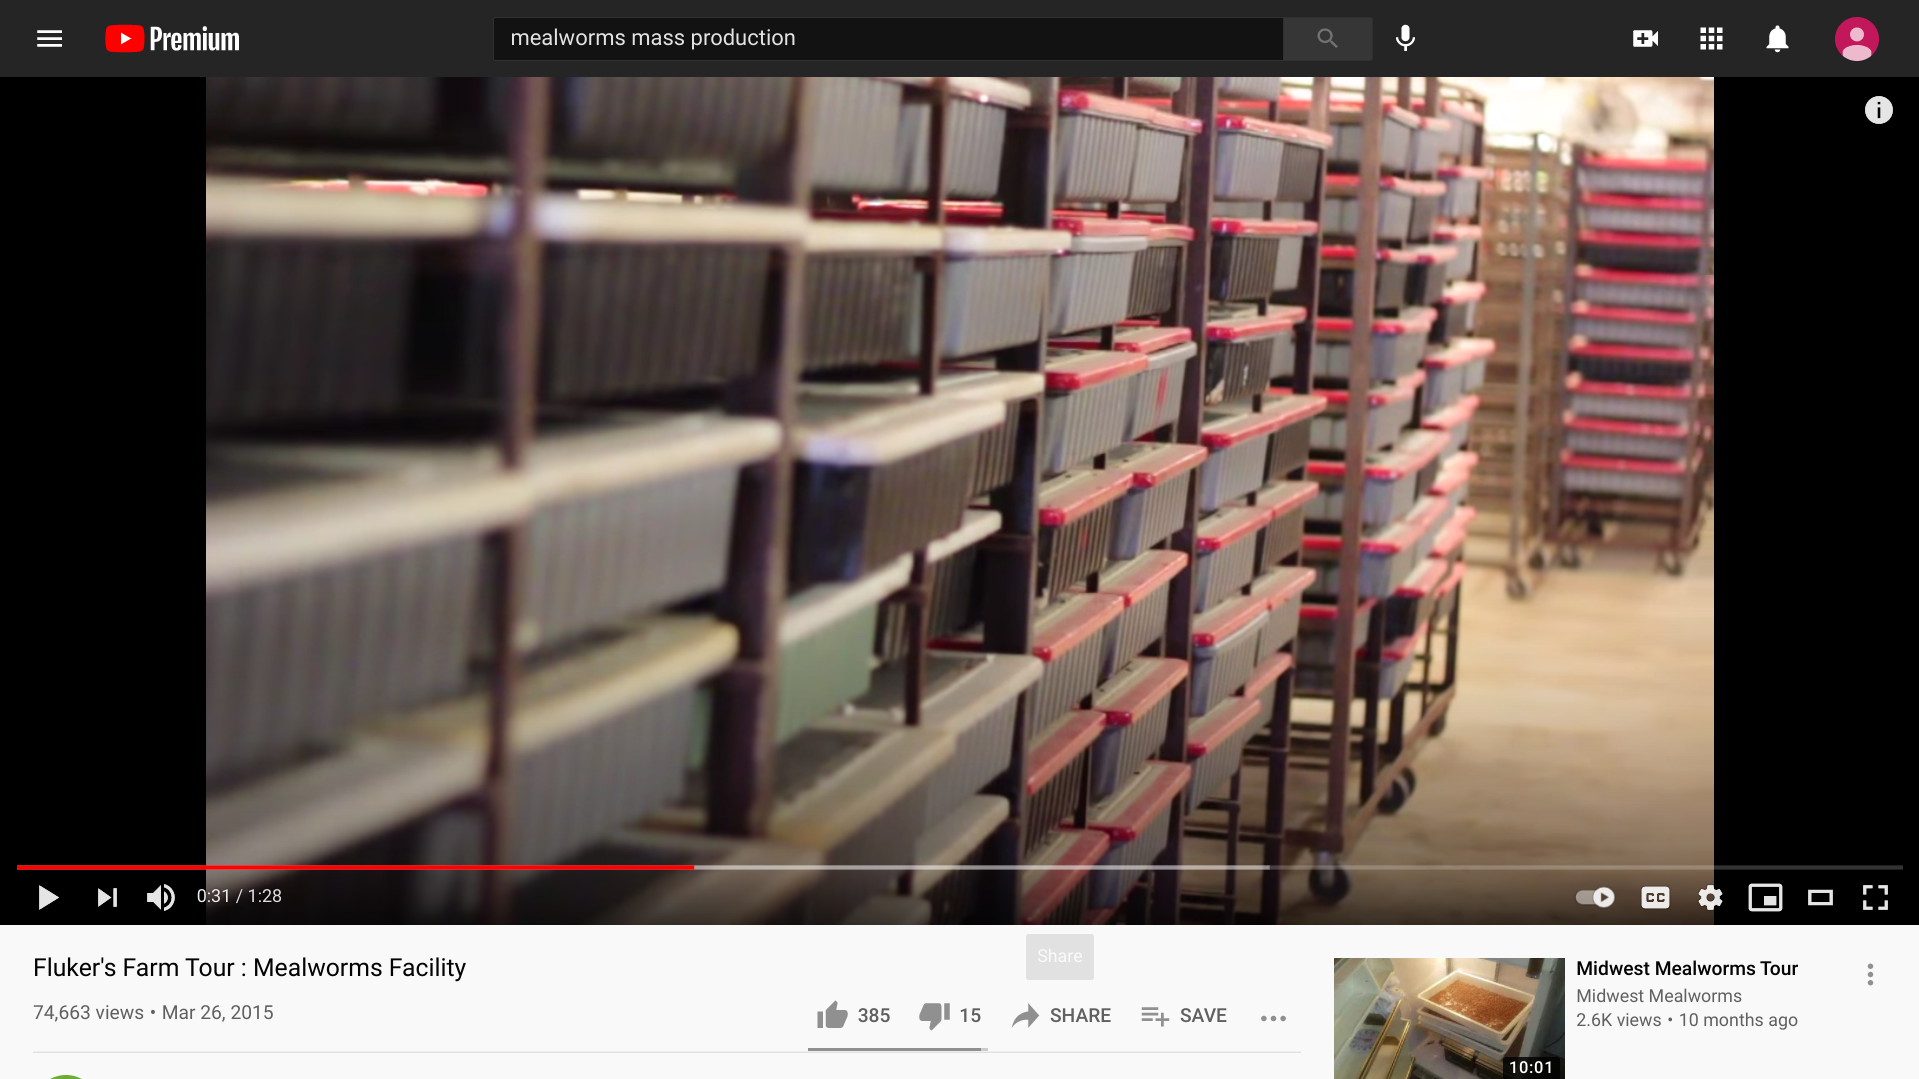 Premium
mealworms mass production
0:31 / 1:28
CC
Share
Fluker's Farm Tour : Mealworms Facility
74,663 views • Mar 26, 2015
385
15
SHARE
SAVE
Midwest Mealworms Tour
Midwest Mealworms
2.6K views • 10 months ago
10:01